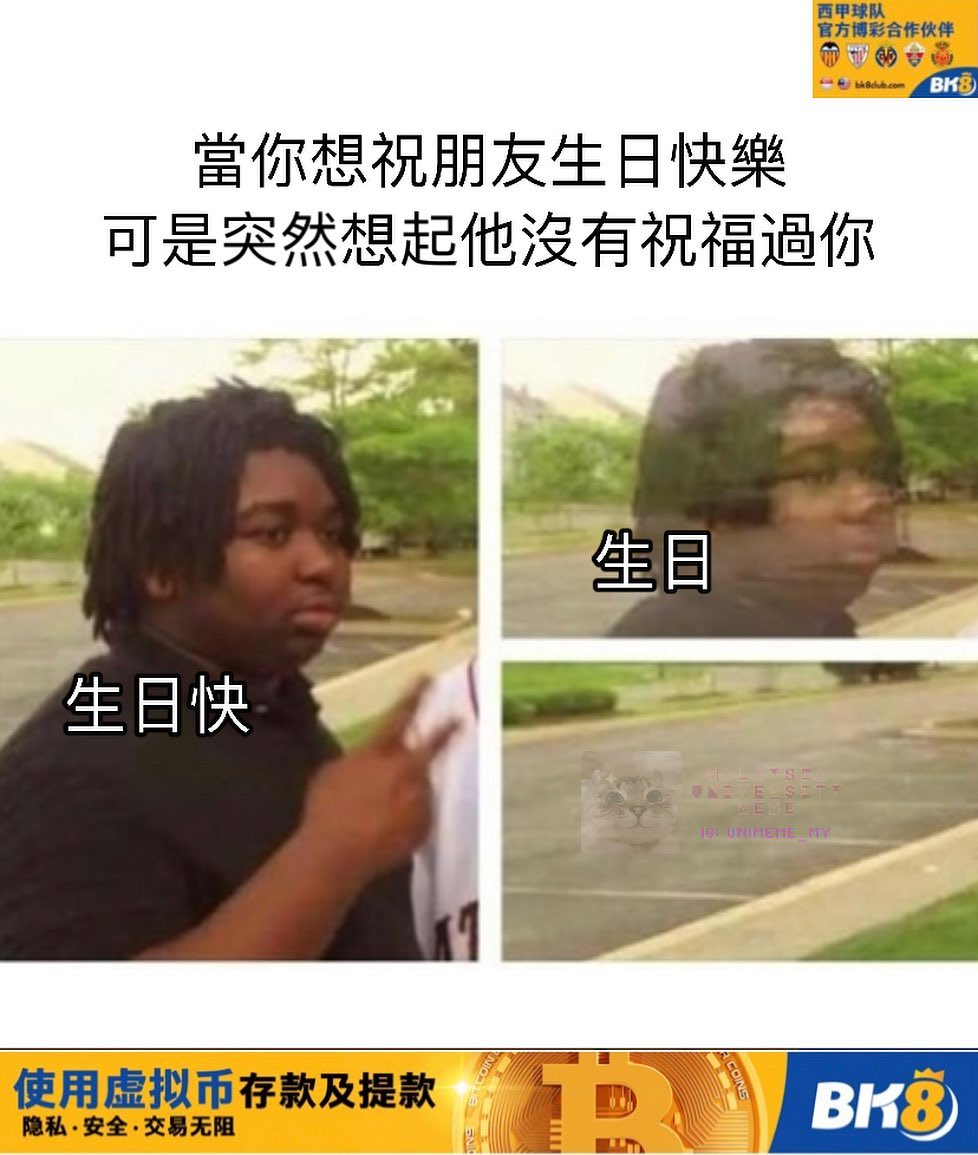 西甲球队
官方博彩合作伙伴
bk8club.com
BK8
當你想祝朋友生日快樂
可是突然想起他沒有祝福過你
生日快
生日
MALAYSIA
UNIVERSITY
MEME
IG: UNIMEME_MY
使用虚拟币存款及提款
隐私·安全·交易无阻
BK8